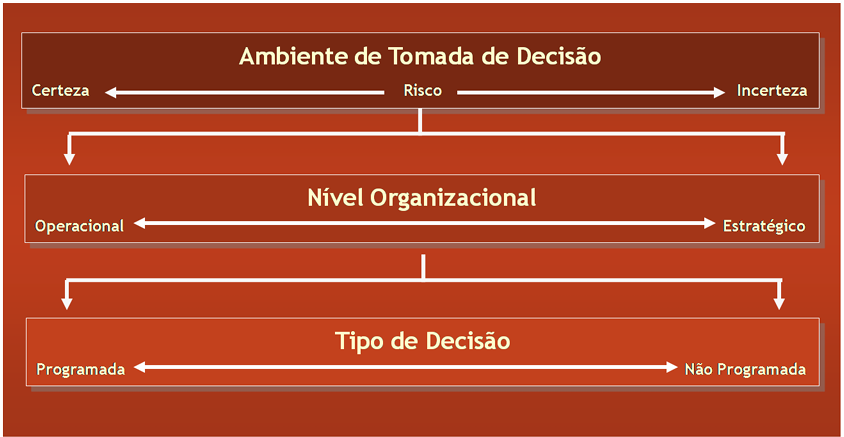 Ambiente de Tomada de Decisão
Certeza Risco Incerteza
Nível Organizacional
Operacional Estratégico
Tipo de Decisão
Programada Não Programada